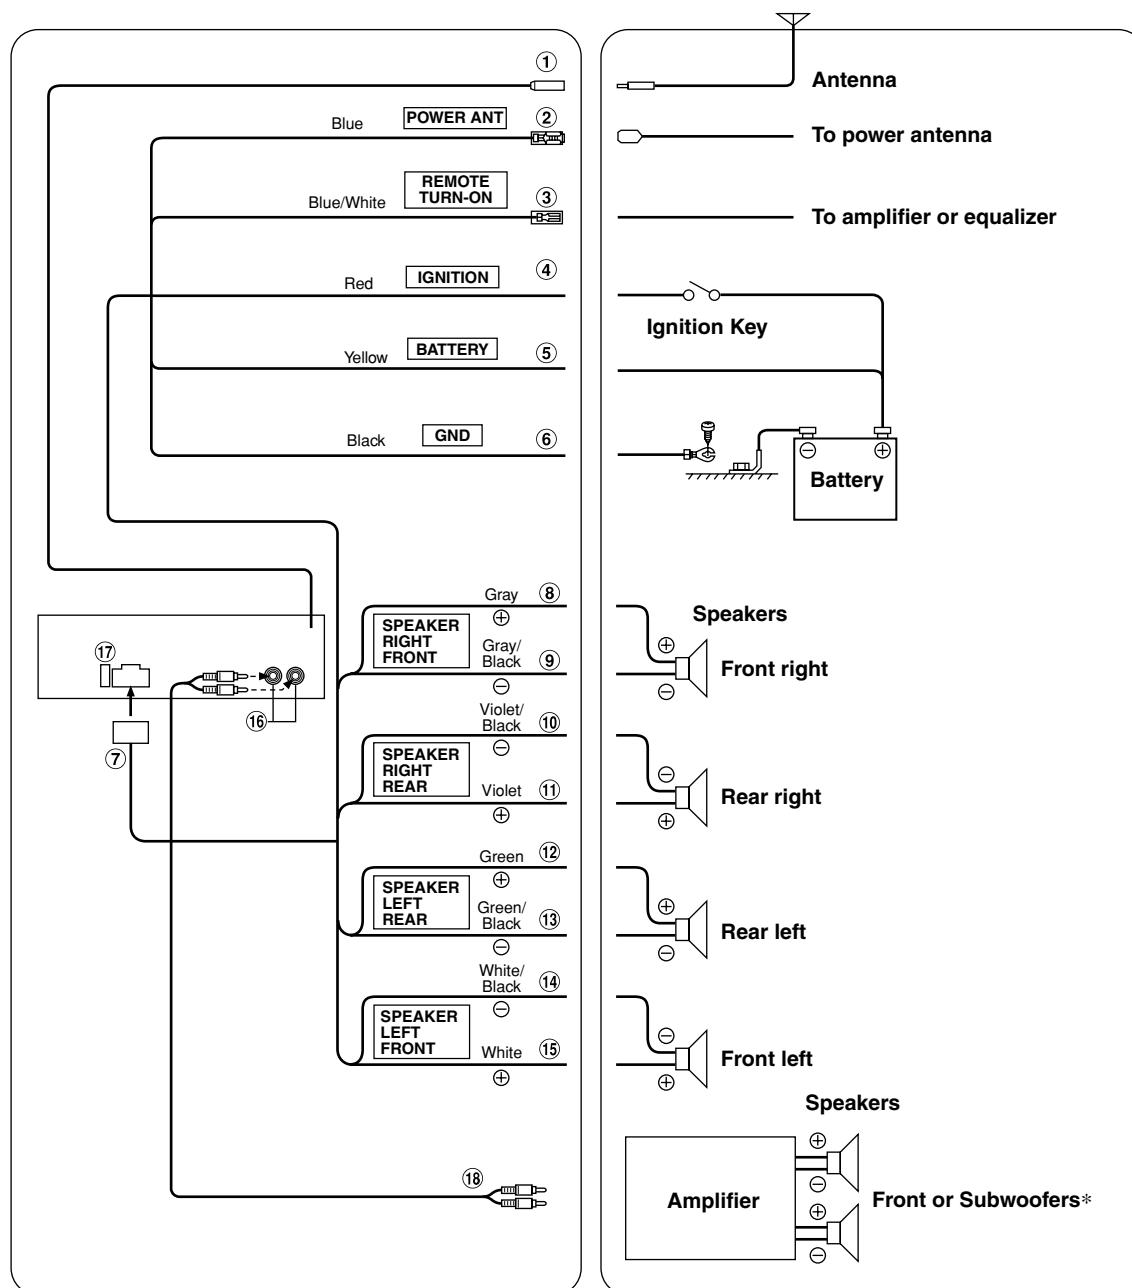 ①
Antenna
Blue
POWER ANT
②
To power antenna
Blue/White
REMOTE
TURN-ON
③
To amplifier or equalizer
Red
IGNITION
④
Ignition Key
Yellow
BATTERY
⑤
Black
GND
⑥
⊖
⊕
Battery
Gray
⑧
⊕
SPEAKER
RIGHT
FRONT
Gray/
Black
⑨
⊖
Speakers
⊕
Front right
⊖
⑰
⑯
⑦
Violet/
Black
⑩
⊖
SPEAKER
RIGHT
REAR
Violet
⑪
⊕
⊖
Rear right
⊕
Green
⑫
⊕
SPEAKER
LEFT
REAR
Green/
Black
⑬
⊖
⊕
Rear left
⊖
White/
Black
⑭
⊖
SPEAKER
LEFT
FRONT
White
⑮
⊕
⊖
Front left
⊕
Speakers
⑱
Amplifier
⊕
⊖
Front or Subwoofers*
⊕
⊖